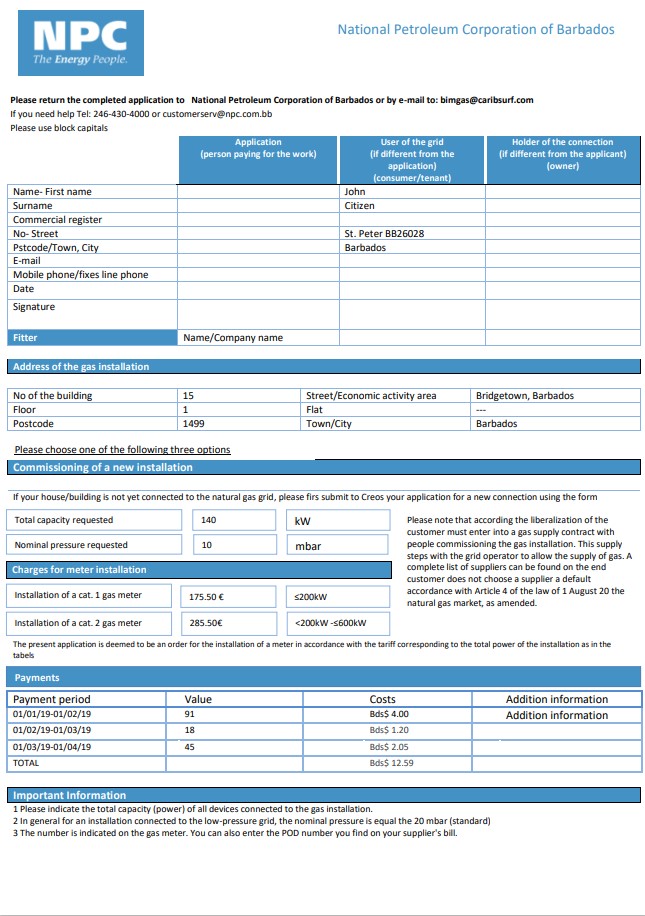 NPC
The Energy People.
National Petroleum Corporation of Barbados
Please return the completed application to National Petroleum Corporation of Barbados or by e-mail to: bimgas@caribsurf.com
If you need help Tel: 246-430-4000 or customerserv@npc.com.bb
Please use block capitals
Application (person paying for the work)
User of the grid (if different from the application) (consumer/tenant)
Holder of the connection (if different from the applicant) (owner)
Name- First name John
Surname Citizen
Commercial register
No- Street St. Peter BB26028
Pstcode/Town, City Barbados
E-mail
Mobile phone/fixes line phone
Date
Signature
Fitter Name/Company name
Address of the gas installation
No of the building 15 Street/Economic activity area Bridgetown, Barbados
Floor 1 Flat ---
Postcode 1499 Town/City Barbados
Please choose one of the following three options
Commissioning of a new installation
If your house/building is not yet connected to the natural gas grid, please firs submit to Creos your application for a new connection using the form
Total capacity requested 140 kW
Nominal pressure requested 10 mbar
Please note that according the liberalization of the
customer must enter into a gas supply contract with
people commissioning the gas installation. This supply
steps with the grid operator to allow the supply of gas. A
complete list of suppliers can be found on the end
customer does not choose a supplier a default
accordance with Article 4 of the law of 1 August 20 the
natural gas market, as amended.
Charges for meter installation
Installation of a cat. 1 gas meter 175.50 € ≤200kW
Installation of a cat. 2 gas meter 285.50€ <200kW -≤600kW
The present application is deemed to be an order for the installation of a meter in accordance with the tariff corresponding to the total power of the installation as in the
tabels
Payments
Payment period Value Costs Addition information
01/01/19-01/02/19 91 Bds$ 4.00 Addition information
01/02/19-01/03/19 18 Bds$ 1.20
01/03/19-01/04/19 45 Bds$ 2.05
TOTAL Bds$ 12.59
Important Information
1 Please indicate the total capacity (power) of all devices connected to the gas installation.
2 In general for an installation connected to the low-pressure grid, the nominal pressure is equal the 20 mbar (standard)
3 The number is indicated on the gas meter. You can also enter the POD number you find on your supplier's bill.